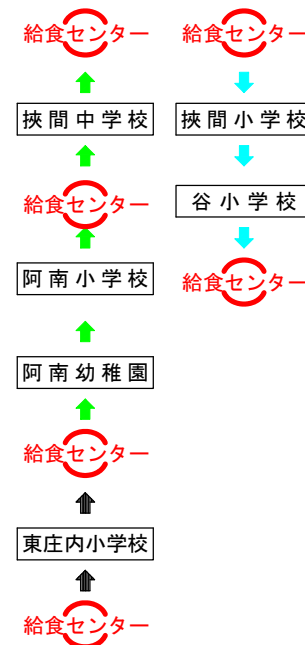 給食センター
挾間中学校
給食センター
阿南小学校
阿南幼稚園
給食センター
東庄内小学校
給食センター
給食センター
挾間小学校
谷小学校
給食センター